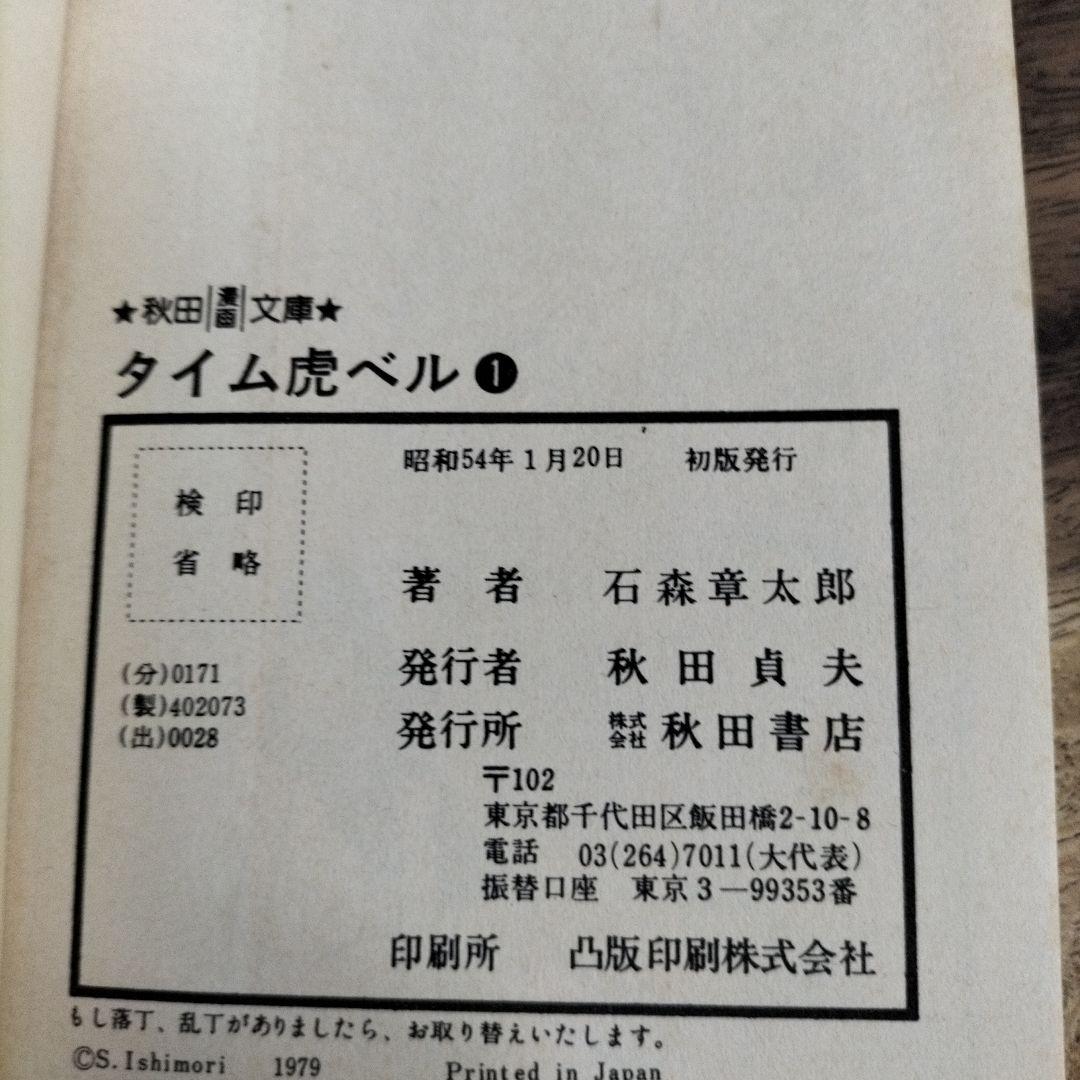 ★秋田漫画文庫★
タイム虎ベル❶
昭和54年1月20日 初版発行
検印
省略
著者 石森章太郎
発行者 秋田貞夫
発行所 株式会社秋田書店
〒102
東京都千代田区飯田橋2-10-8
電話 03(264)7011(大代表)
振替口座 東京3―99353番
印刷所 凸版印刷株式会社
(分)0171
(製)402073
(出)0028
もし落丁、乱丁がありましたら、お取り替えいたします。
©S.Ishimori 1979 Printed in Japan